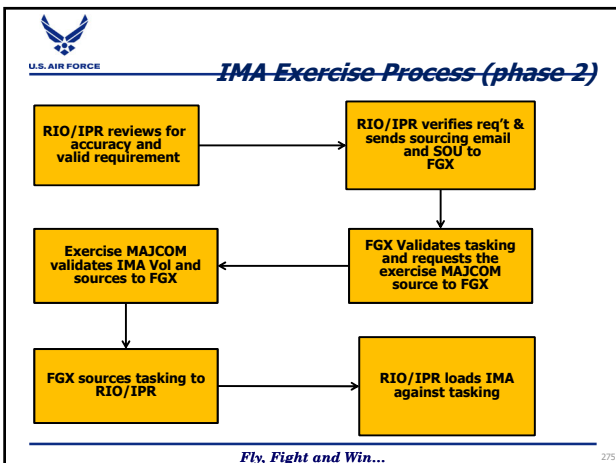 U.S. AIR FORCE
IMA Exercise Process (phase 2)
RIO/IPR reviews for
accuracy and
valid requirement
RIO/IPR verifies req't &
sends sourcing email
and SOU to
FGX
Exercise MAJCOM
validates IMA Vol and
sources to FGX
FGX Validates tasking
and requests the
exercise MAJCOM
source to FGX
FGX sources tasking to
RIO/IPR
RIO/IPR loads IMA
against tasking
Fly, Fight and Win...
275